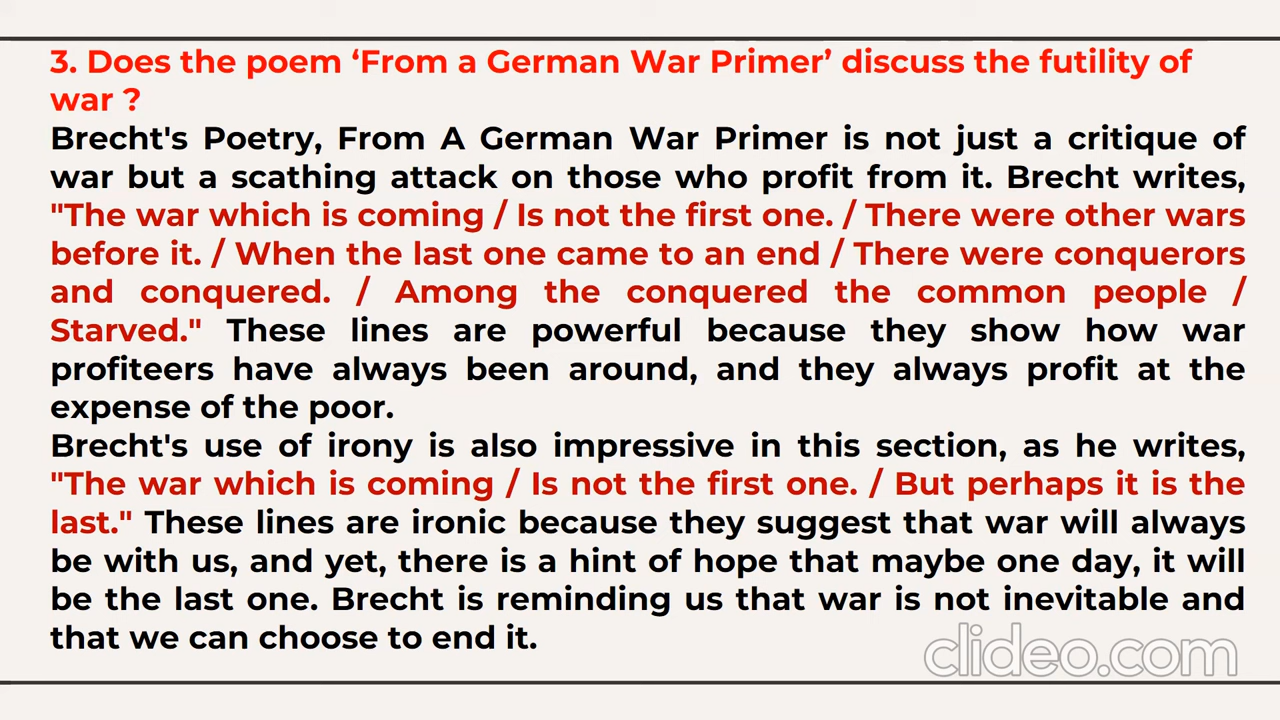 3. Does the poem ‘From a German War Primer’ discuss the futility of
war ?
Brecht's Poetry, From A German War Primer is not just a critique of
war but a scathing attack on those who profit from it. Brecht writes,
"The war which is coming / Is not the first one. / There were other wars
before it. / When the last one came to an end / There were conquerors
and conquered. / Among the conquered the common people /
Starved." These lines are powerful because they show how war
profiteers have always been around, and they always profit at the
expense of the poor.
Brecht's use of irony is also impressive in this section, as he writes,
"The war which is coming / Is not the first one. / But perhaps it is the
last." These lines are ironic because they suggest that war will always
be with us, and yet, there is a hint of hope that maybe one day, it will
be the last one. Brecht is reminding us that war is not inevitable and
that we can choose to end it.
clideo.com